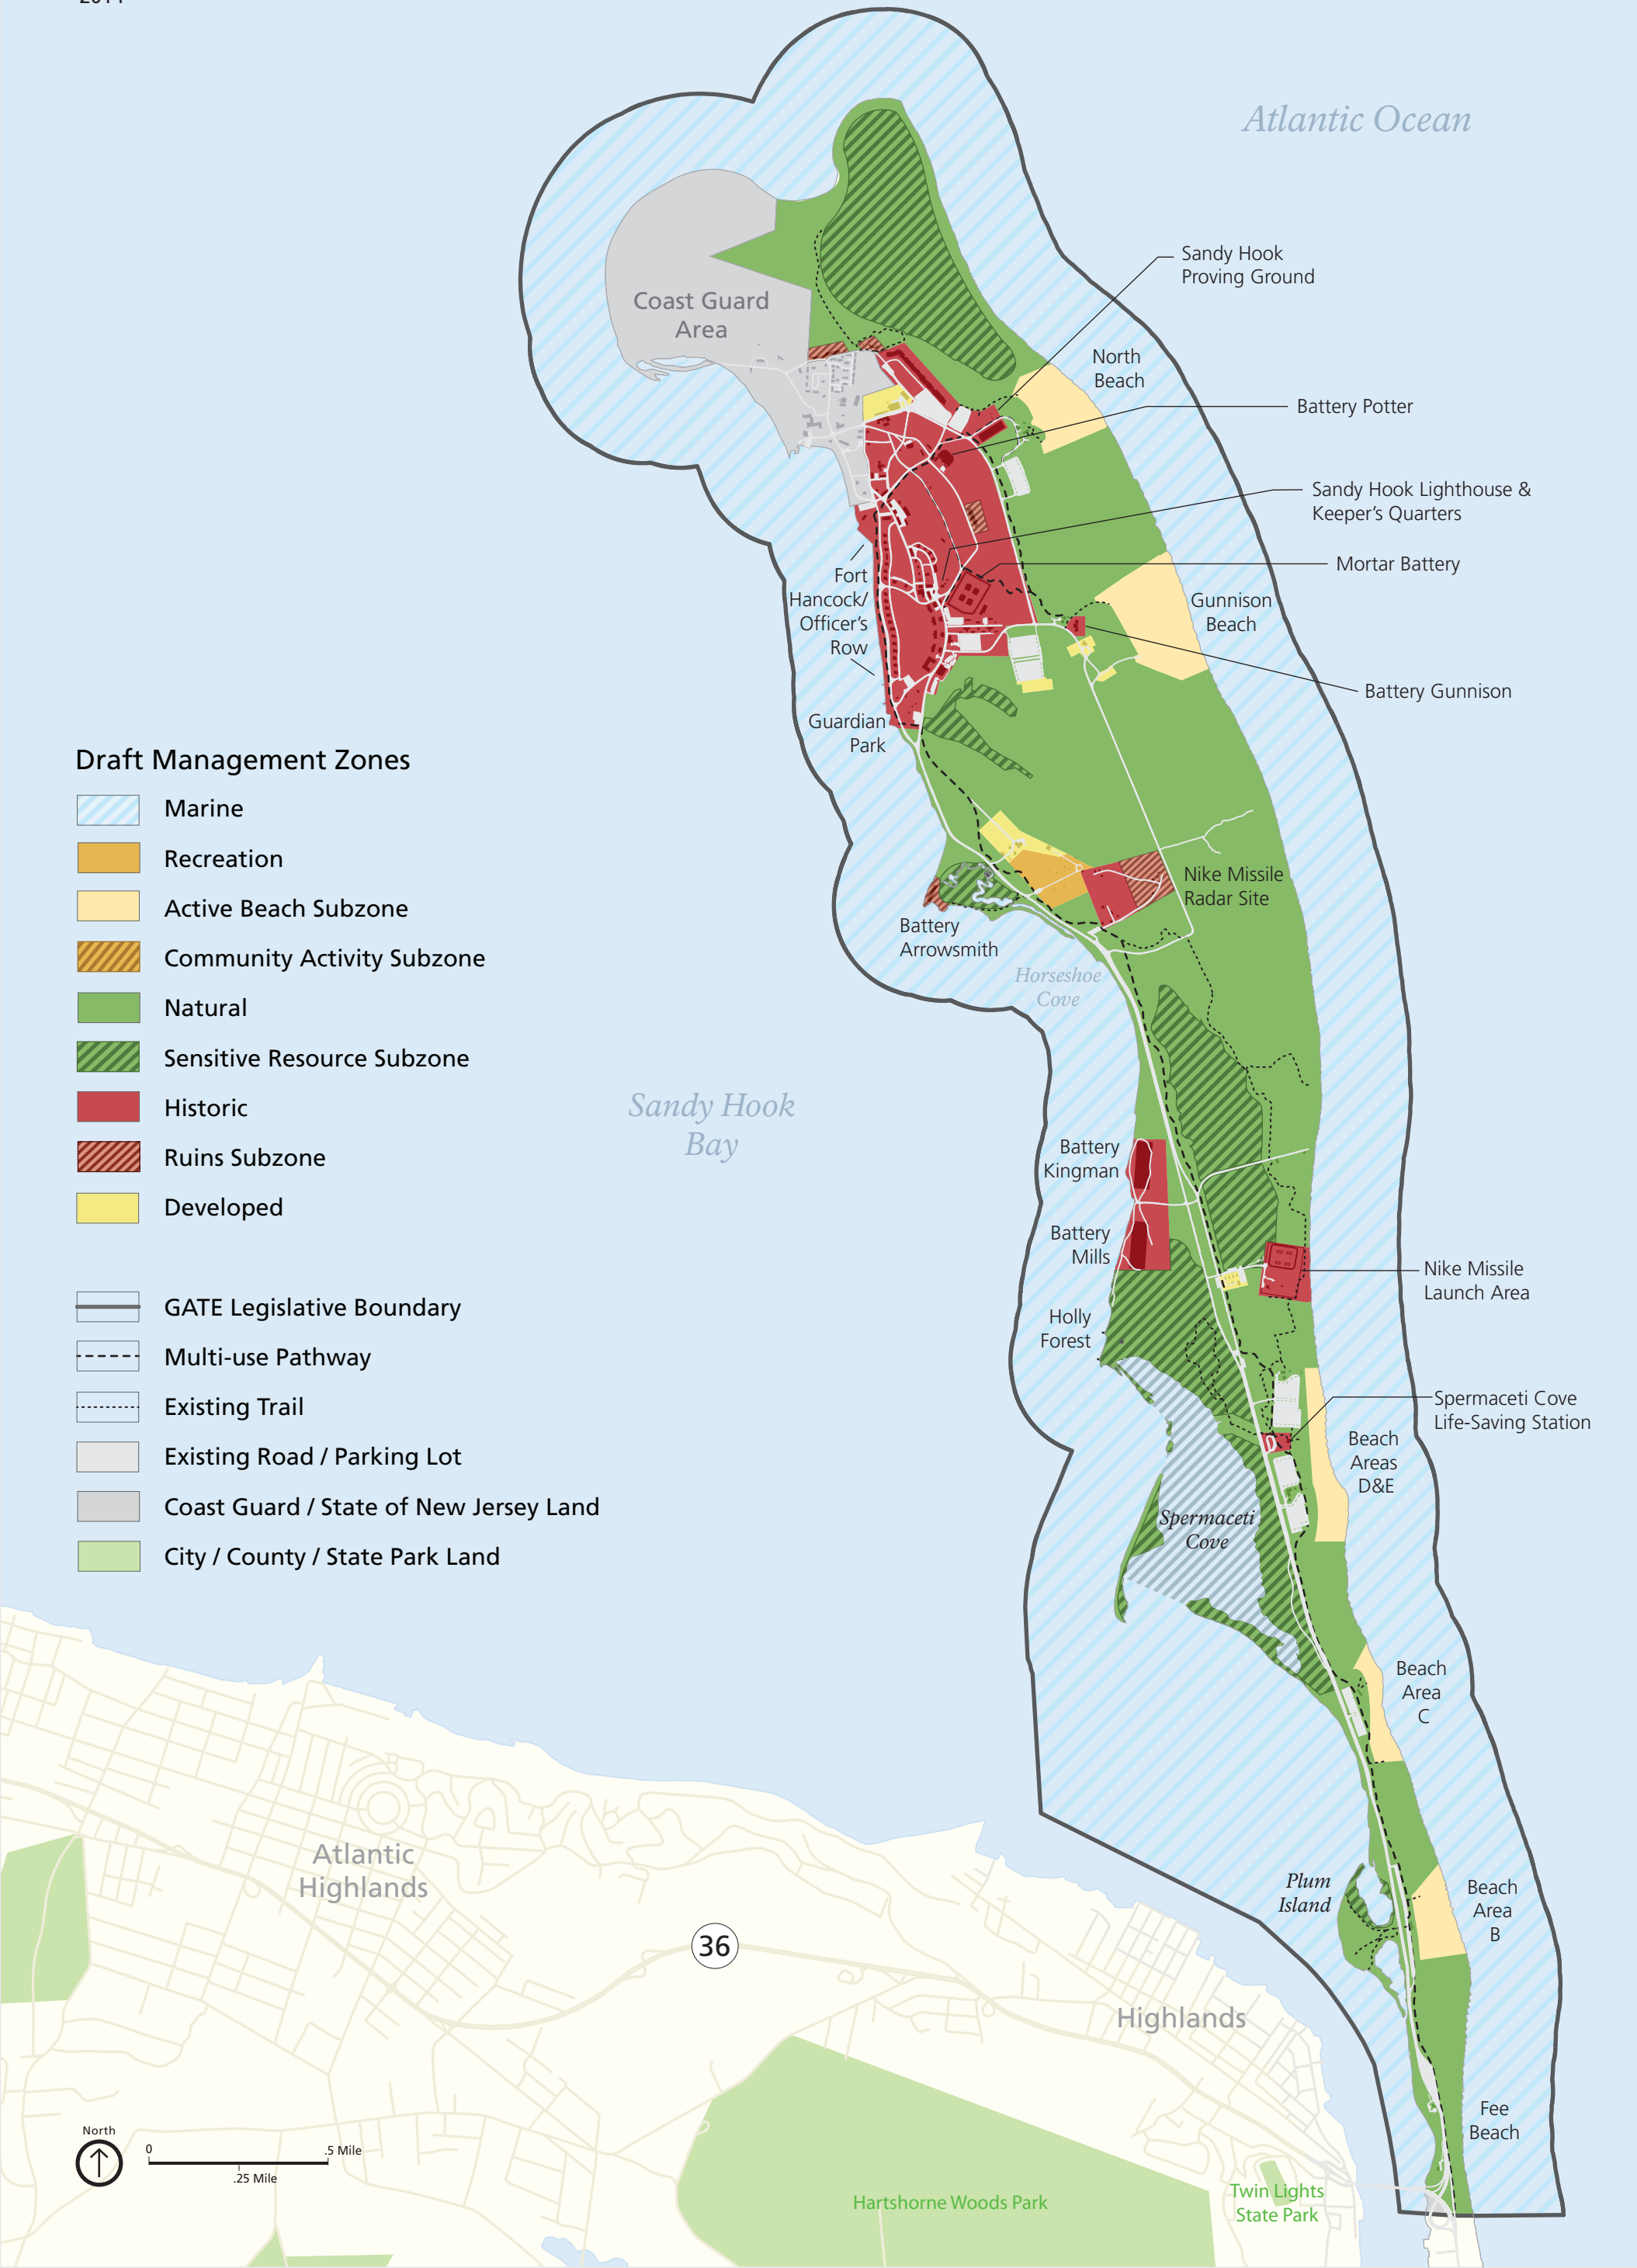 Atlantic Ocean
Sandy Hook
Proving Ground
Coast Guard
Area
North
Beach
Battery Potter
Sandy Hook Lighthouse &
Keeper's Quarters
Mortar Battery
Fort
Hancock/
Officer's
Row
Gunnison
Beach
Battery Gunnison
Guardian
Park
Nike Missile
Radar Site
Battery
Arrowsmith
Horseshoe
Cove
Sandy Hook
Bay
Battery
Kingman
Battery
Mills
Nike Missile
Launch Area
Holly
Forest
Spermaceti Cove
Life-Saving Station
Beach
Areas
D&E
Spermaceti
Cove
Beach
Area
C
Plum
Island
Beach
Area
B
Fee
Beach
Draft Management Zones
Marine
Recreation
Active Beach Subzone
Community Activity Subzone
Natural
Sensitive Resource Subzone
Historic
Ruins Subzone
Developed
GATE Legislative Boundary
Multi-use Pathway
Existing Trail
Existing Road / Parking Lot
Coast Guard / State of New Jersey Land
City / County / State Park Land
Atlantic
Highlands
36
Highlands
Hartshorne Woods Park
Twin Lights
State Park
North
0
.5 Mile
.25 Mile